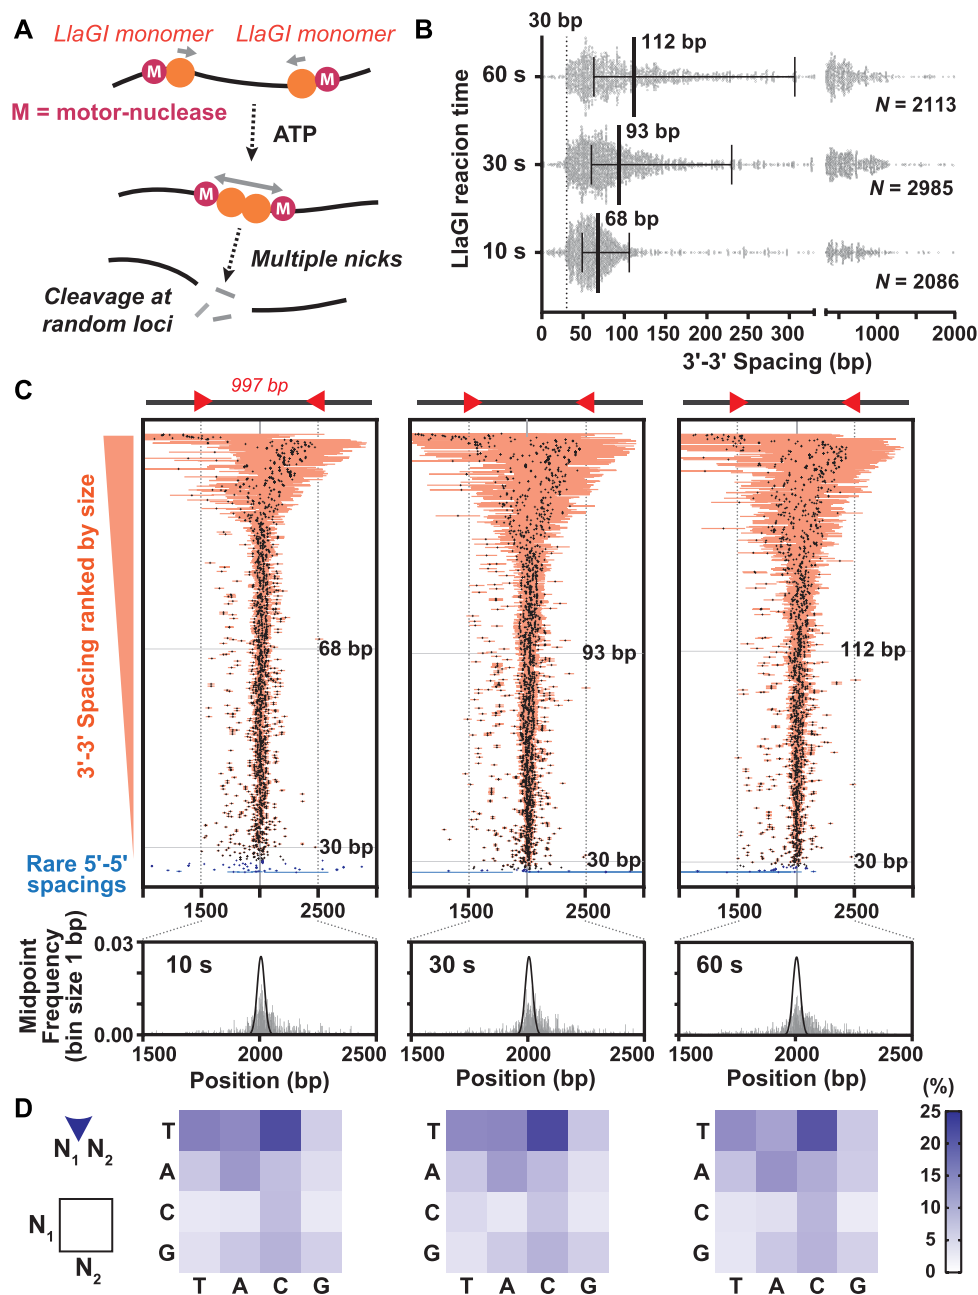 A
LlaGI monomer LlaGI monomer
M M
M = motor-nuclease
ATP
M M
Multiple nicks
Cleavage at
random loci
B
30 bp
112 bp
60 s
N = 2113
93 bp
30 s
N = 2985
68 bp
10 s
N = 2086
LlaGI reacion time
0 50 100 150 200 250 300 1000 2000
3'-3' Spacing (bp)
C
997 bp
3'-3' Spacing ranked by size
68 bp 93 bp 112 bp
30 bp 30 bp 30 bp
Rare 5'-5'
spacings
1500 2500 1500 2500 1500 2500
Midpoint
Frequency
(bin size 1 bp)
0.03
0.00
10 s 30 s 60 s
1500 2000 2500 1500 2000 2500 1500 2000 2500
Position (bp) Position (bp) Position (bp)
D
N1 N2
N1
N2
T T T
A A A
C C C
G G G
T A C G T A C G T A C G
(%)
25
20
15
10
5
0